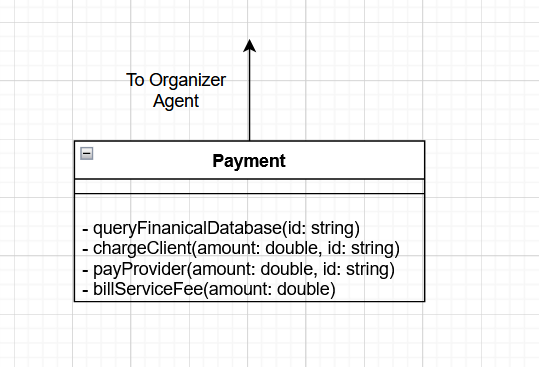 To Organizer
Agent
Payment
- queryFinanicalDatabase(id: string)
- chargeClient(amount: double, id: string)
- payProvider(amount: double, id: string)
- billServiceFee(amount: double)